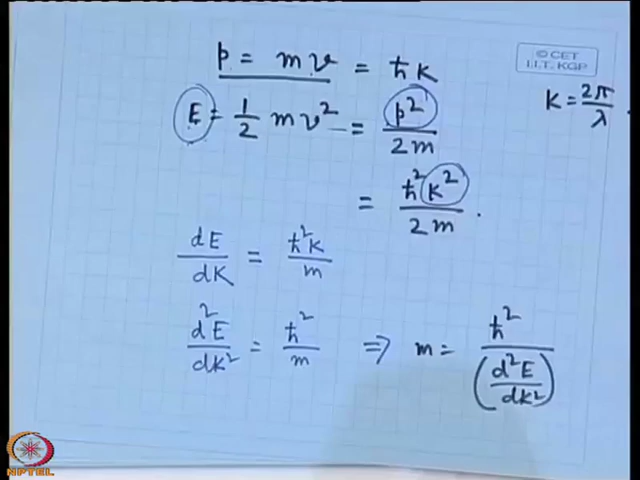 © CET
I.I.T. KGP
p = mv = ħk
K = 2π/λ
E = 1/2 mv² = p²/2m
= ħ²k²/2m.
dE/dK = ħ²k/m
d²E/dK² = ħ²/m ⇒ m = ħ²/(d²E/dK²)
NPTEL